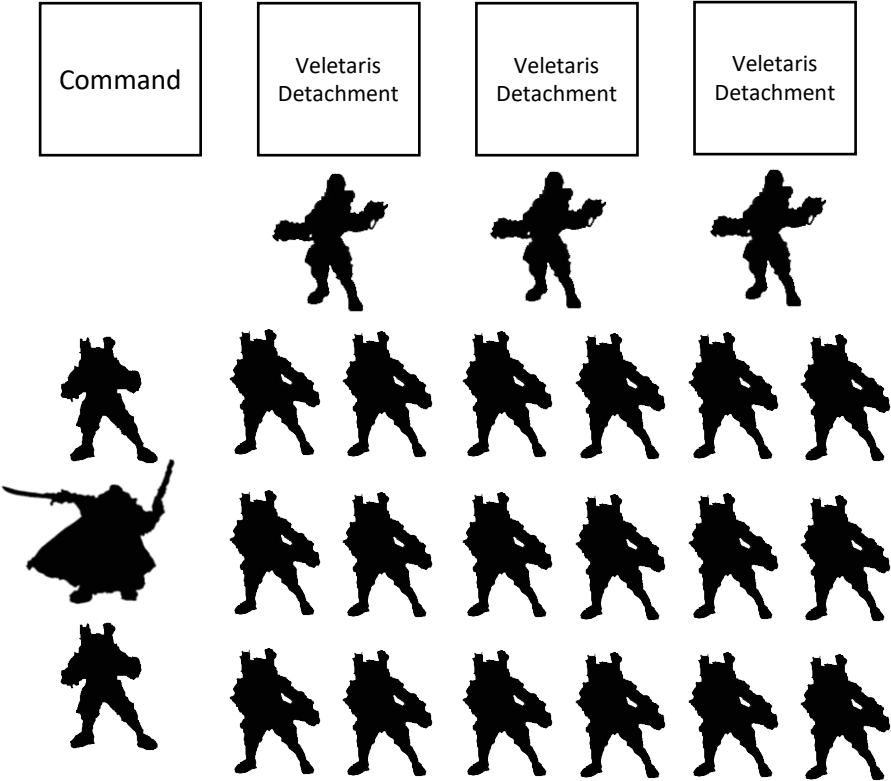 Command
Veletaris
Detachment
Veletaris
Detachment
Veletaris
Detachment